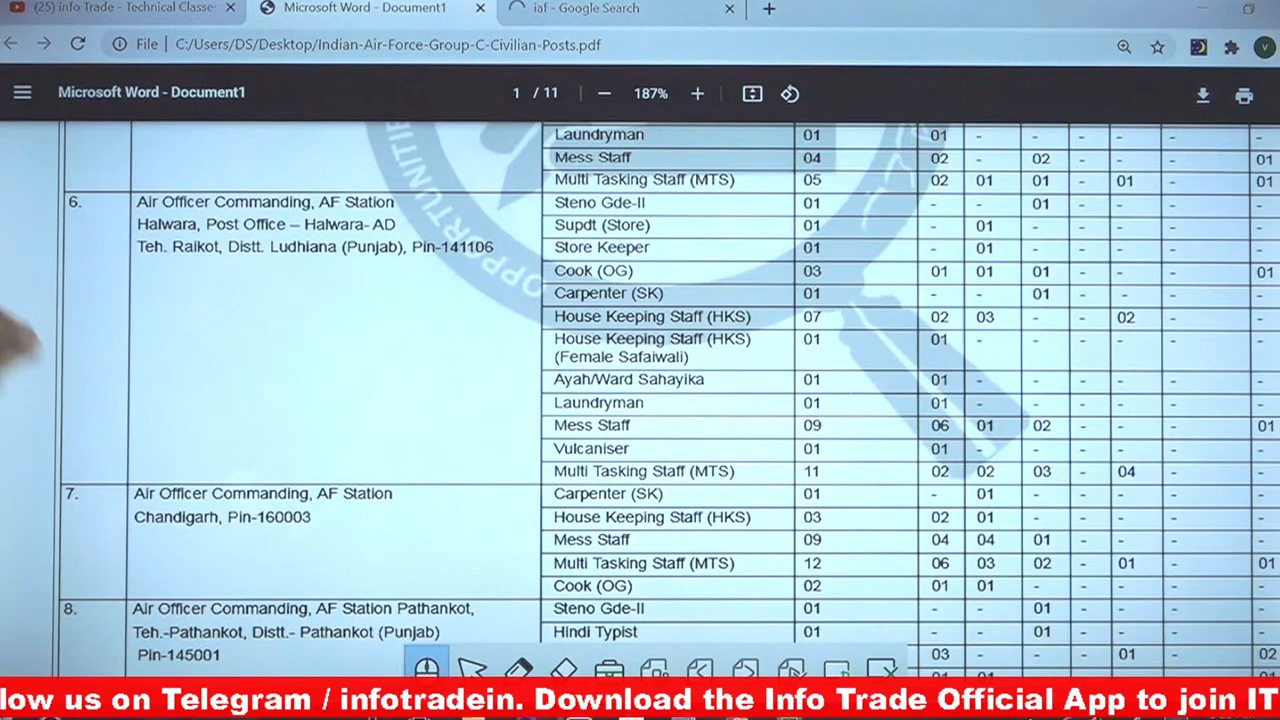 (25) info Trade - Technical Classe
Microsoft Word - Document1
iaf - Google Search
File C:/Users/DS/Desktop/Indian-Air-Force-Group-C-Civilian-Posts.pdf
Microsoft Word - Document1 1 / 11 187%
Laundryman 01 01 - - - - -
Mess Staff 04 02 - 02 - - - 01
Multi Tasking Staff (MTS) 05 02 01 01 - 01 - 01
6. Air Officer Commanding, AF Station
Halwara, Post Office – Halwara- AD
Teh. Raikot, Distt. Ludhiana (Punjab), Pin-141106
Steno Gde-II 01 - - 01 - - - -
Supdt (Store) 01 - 01 - - - - -
Store Keeper 01 - 01 - - - - -
Cook (OG) 03 01 01 01 - - - 01
Carpenter (SK) 01 - - 01 - - - -
House Keeping Staff (HKS) 07 02 03 - - 02 - -
House Keeping Staff (HKS)
(Female Safaiwali) 01 01 - - - - - -
Ayah/Ward Sahayika 01 01 - - - - - -
Laundryman 01 01 - - - - - -
Mess Staff 09 06 01 02 - - - 01
Vulcaniser 01 01 - - - - - -
Multi Tasking Staff (MTS) 11 02 02 03 - 04 - -
7. Air Officer Commanding, AF Station
Chandigarh, Pin-160003
Carpenter (SK) 01 - 01 - - - - -
House Keeping Staff (HKS) 03 02 01 - - - - -
Mess Staff 09 04 04 01 - - - -
Multi Tasking Staff (MTS) 12 06 03 02 - 01 - 01
Cook (OG) 02 01 01 - - - - -
8. Air Officer Commanding, AF Station Pathankot,
Teh.-Pathankot, Distt.- Pathankot (Punjab)
Pin-145001
Steno Gde-II 01 - - 01 - - - -
Hindi Typist 01 - - 01 - - - -
03 - - - 01 - 02
OPPORTUNITIE
low us on Telegram / infotradein. Download the Info Trade Official App to join IT